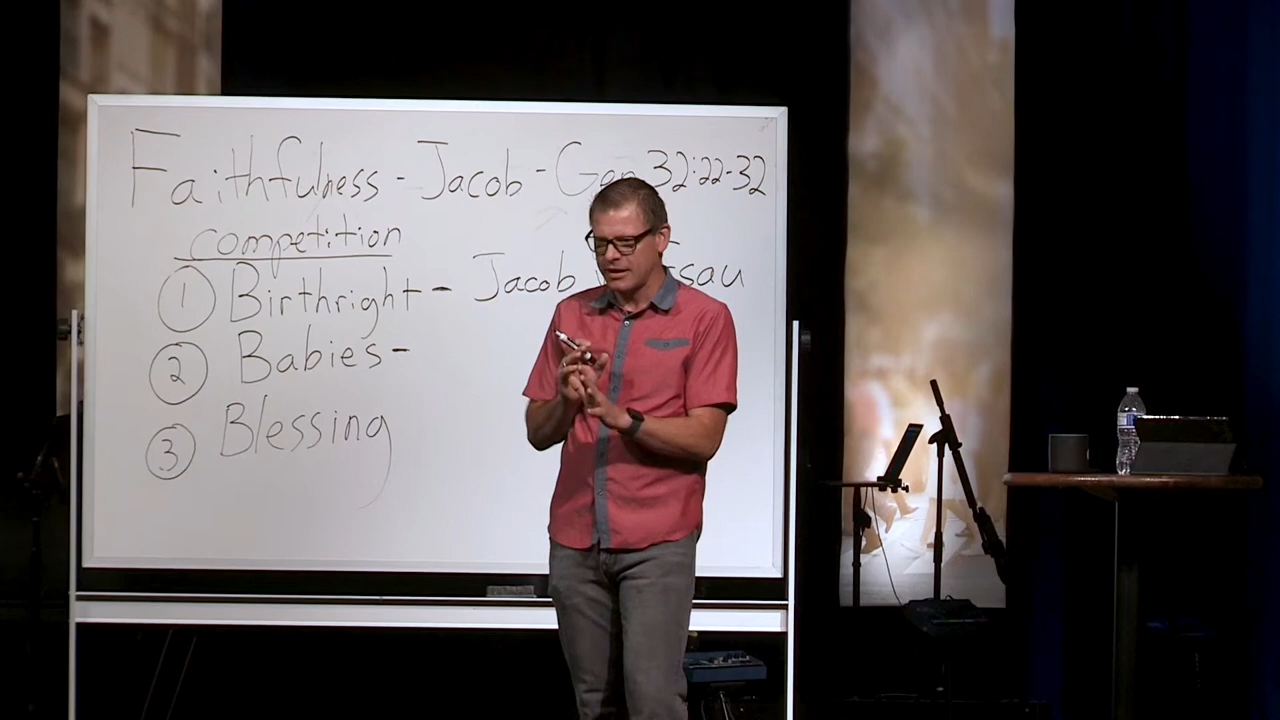 Faithfulness - Jacob - Gen 32:22-32
competition
1 Birthright - Jacob
2 Babies -
3 Blessing